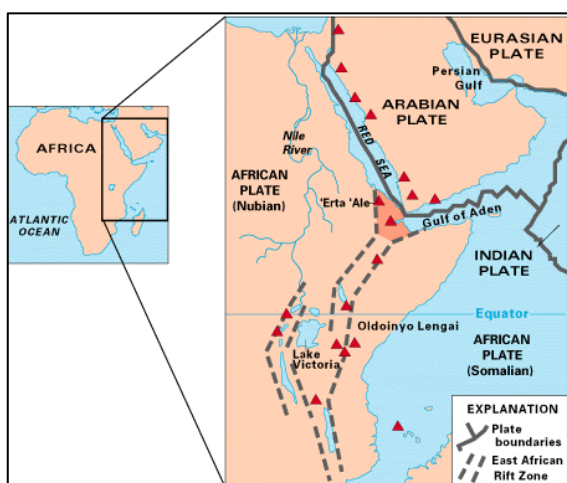 AFRICA
ATLANTIC
OCEAN
EURASIAN
PLATE
Persian
Gulf
ARABIAN
PLATE
Nile
River
RED SEA
AFRICAN
PLATE
(Nubian)
'Erta 'Ale
Gulf of Aden
INDIAN
PLATE
Equator
Oldoinyo Lengai
AFRICAN
PLATE
(Somalian)
Lake
Victoria
EXPLANATION
Plate
boundaries
East African
Rift Zone